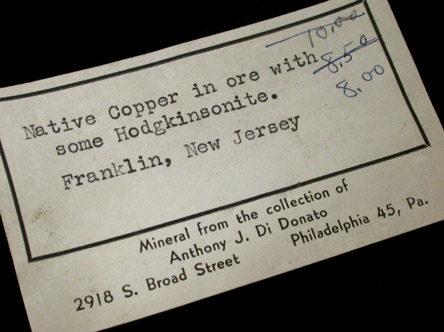 10.00
8.50
8.00
Native Copper in ore with
some Hodgkinsonite.
Franklin, New Jersey
Mineral from the collection of
Anthony J. Di Donato
2918 S. Broad Street Philadelphia 45, Pa.